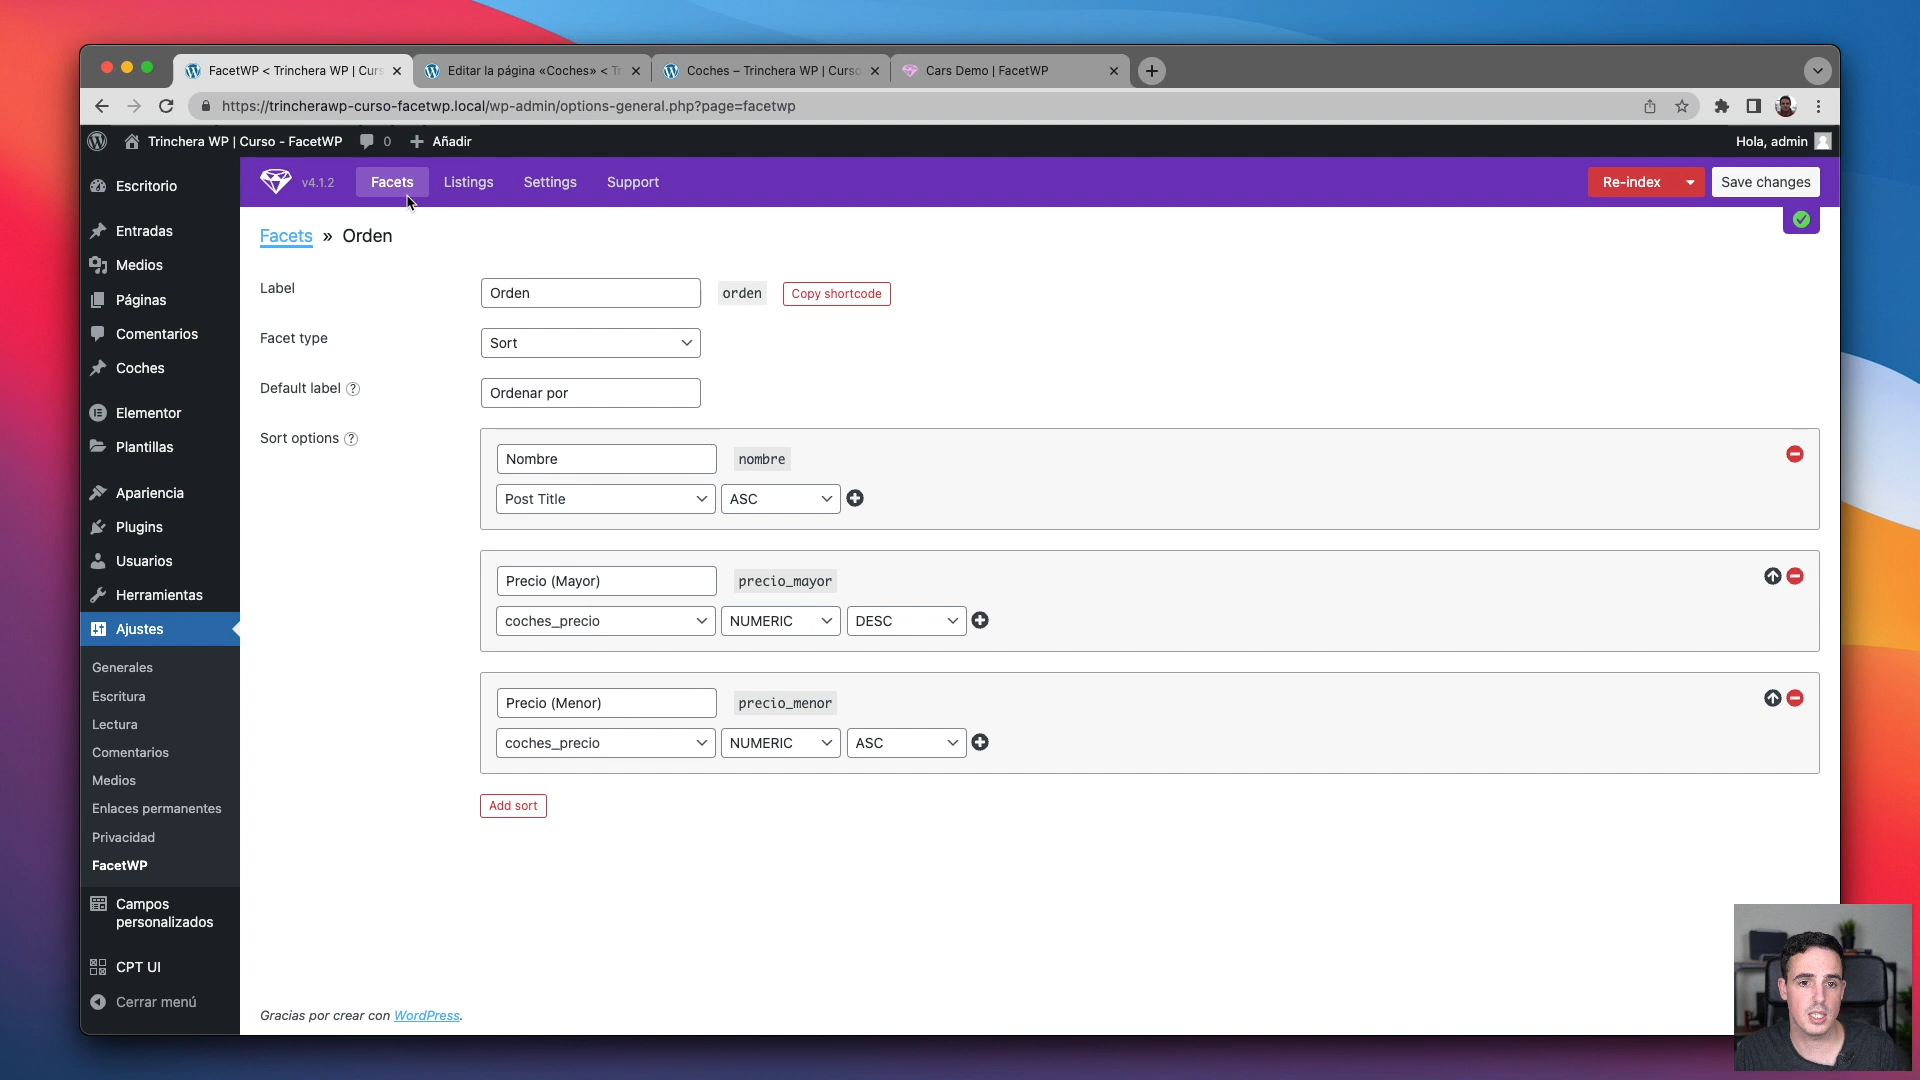 FacetWP < Trinchera WP | Curs
Editar la página «Coches» < Tr
Coches – Trinchera WP | Curso
Cars Demo | FacetWP
https://trincherawp-curso-facetwp.local/wp-admin/options-general.php?page=facetwp
Trinchera WP | Curso - FacetWP
0
Añadir
Hola, admin
Escritorio
Entradas
Medios
Páginas
Comentarios
Coches
Elementor
Plantillas
Apariencia
Plugins
Usuarios
Herramientas
Ajustes
Generales
Escritura
Lectura
Comentarios
Medios
Enlaces permanentes
Privacidad
FacetWP
Campos
personalizados
CPT UI
Cerrar menú
v4.1.2
Facets
Listings
Settings
Support
Re-index
Save changes
Facets » Orden
Label
Orden
orden
Copy shortcode
Facet type
Sort
Default label ?
Ordenar por
Sort options ?
Nombre
nombre
Post Title
ASC
Precio (Mayor)
precio_mayor
coches_precio
NUMERIC
DESC
Precio (Menor)
precio_menor
coches_precio
NUMERIC
ASC
Add sort
Gracias por crear con WordPress.